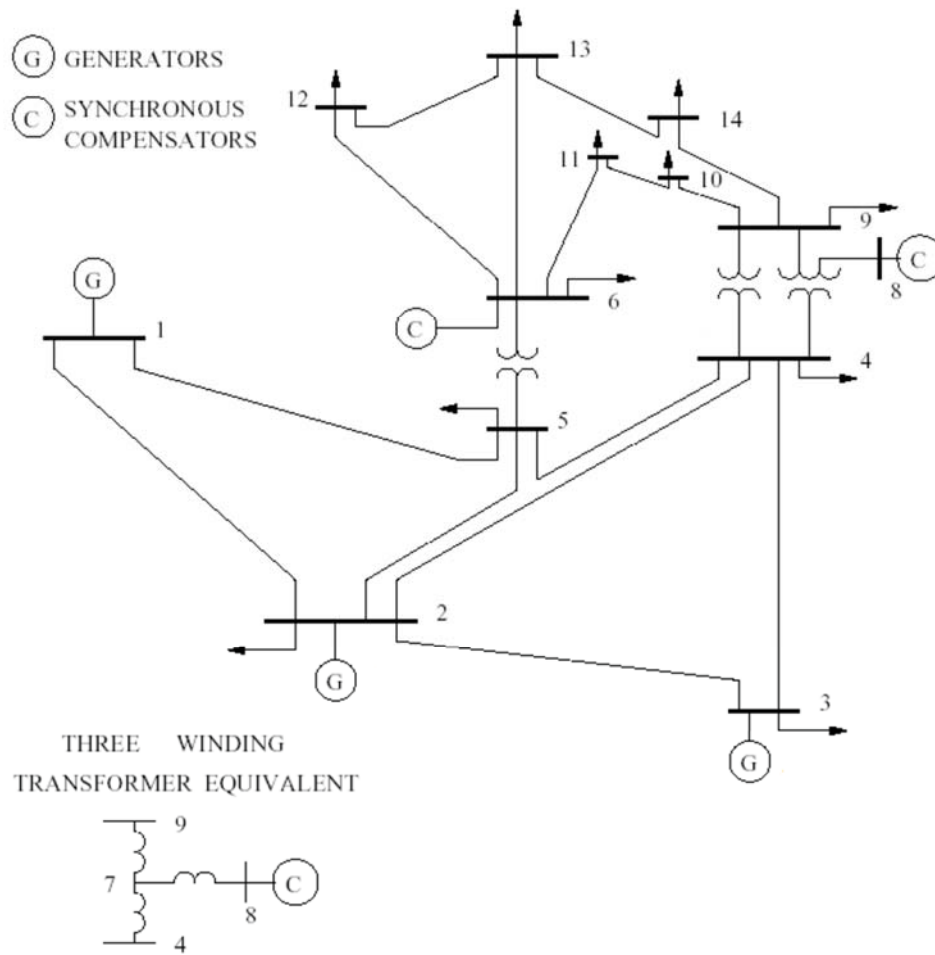 G GENERATORS
C SYNCHRONOUS
COMPENSATORS
13
12
14
11
10
9
C
8
G
1
6
C
4
5
2
G
3
G
THREE WINDING
TRANSFORMER EQUIVALENT
9
7
C
8
4